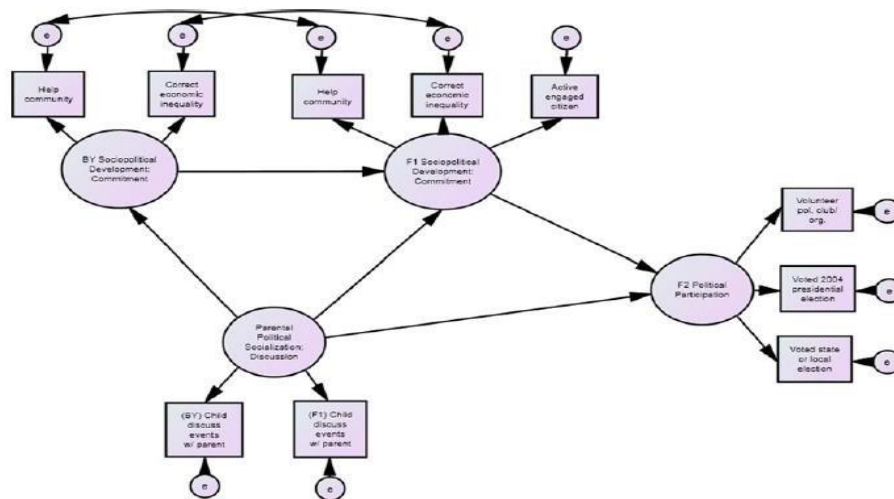 e
e
e
e
e
Help
community
Correct
economic
inequality
Help
community
Correct
economic
inequality
Active
engaged
citizen
BY Sociopolitical
Development:
Commitment
F1 Sociopolitical
Development:
Commitment
Volunteer
pol. club/
org.
e
F2 Political
Participation
Voted 2004
presidential
election
e
Parental
Political
Socialization:
Discussion
Voted state
or local
election
e
(BY) Child
discuss
events
w/ parent
(F1) Child
discuss
events
w/ parent
e
e